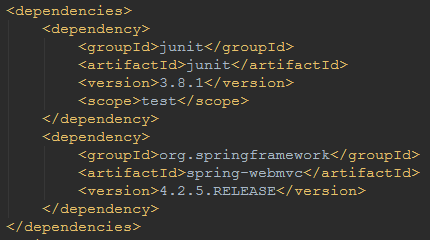 <dependencies>
    <dependency>
        <groupId>junit</groupId>
        <artifactId>junit</artifactId>
        <version>3.8.1</version>
        <scope>test</scope>
    </dependency>
    <dependency>
        <groupId>org.springframework</groupId>
        <artifactId>spring-webmvc</artifactId>
        <version>4.2.5.RELEASE</version>
    </dependency>
</dependencies>